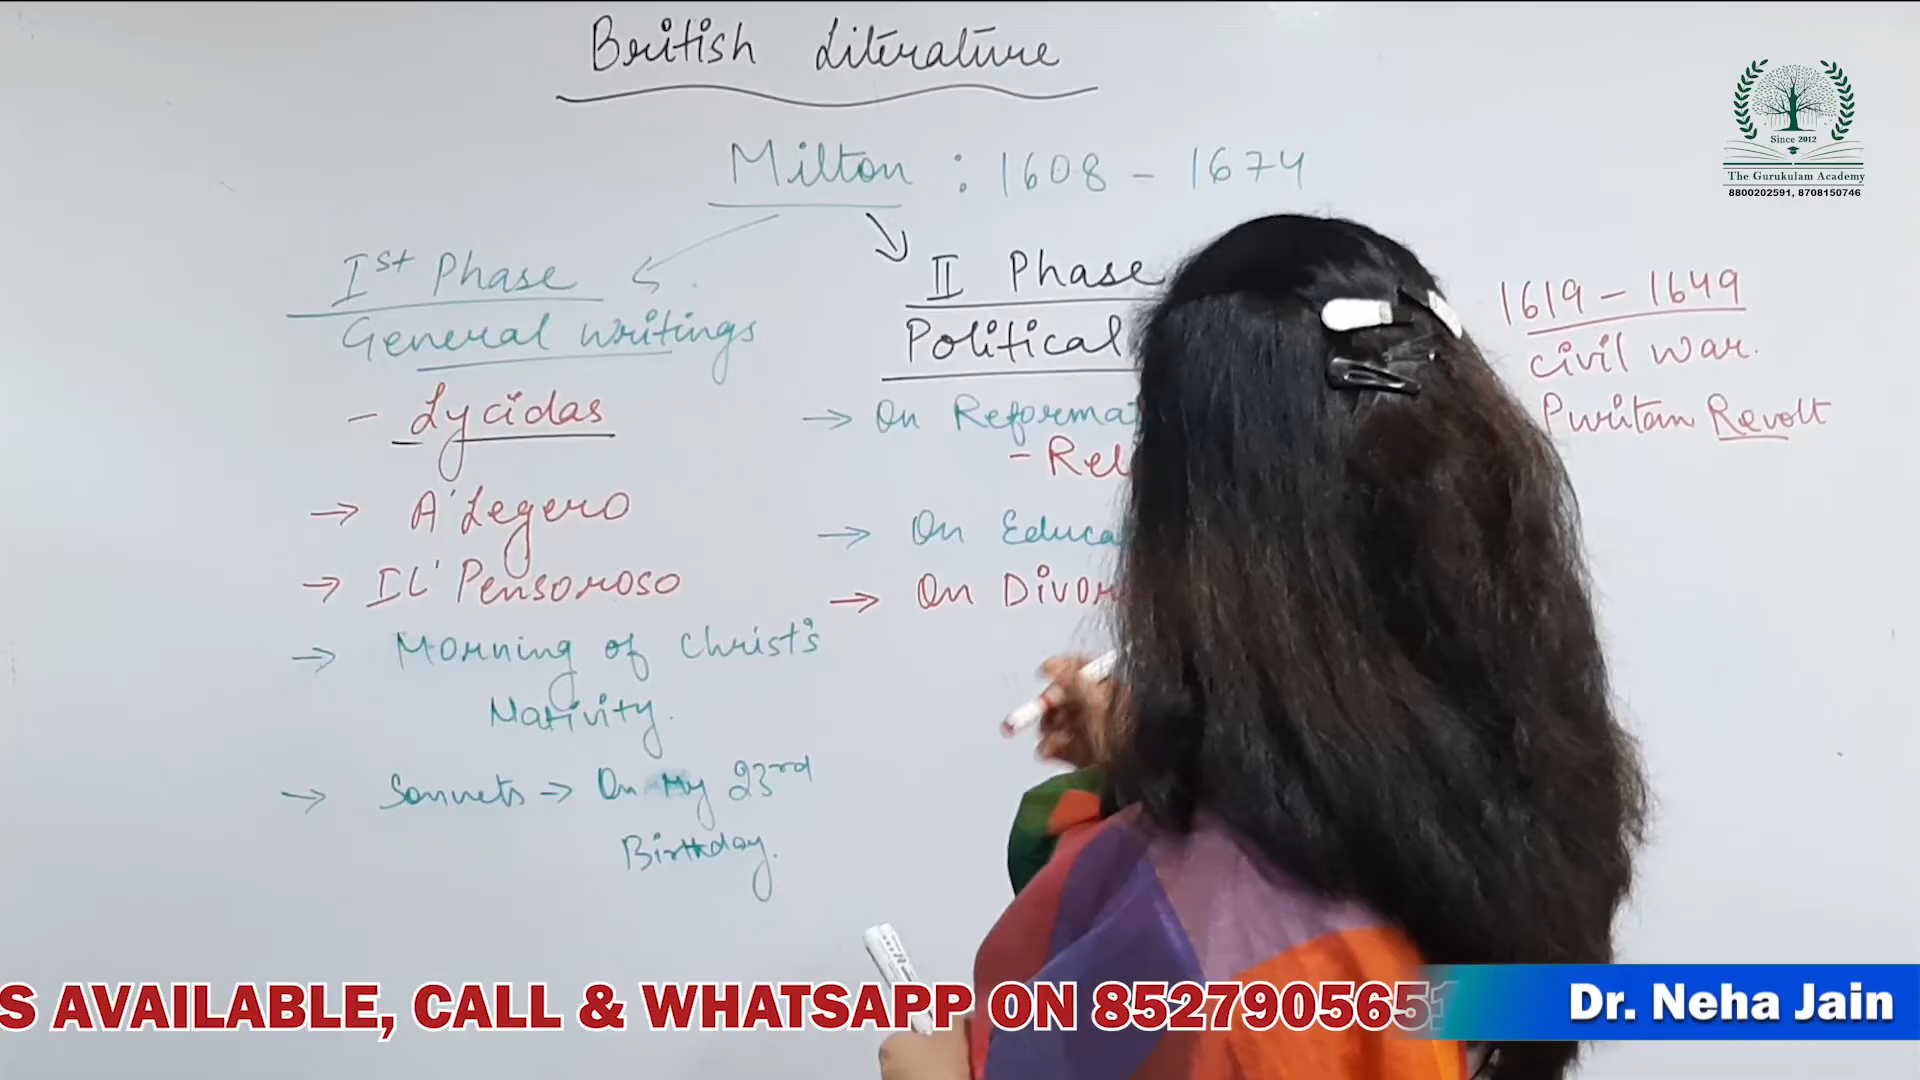 British Literature
Since 2012
The Gurukulam Academy
8800202591, 8708150746
Milton : 1608 - 1674
Ist Phase
General writings
- Lycidas
→ A'Legero
→ IL' Pensoroso
→ Morning of Christ's
Nativity.
→ Sonnets → On My 23rd
Birthday.
II Phase
Political
→ On Reformat
- Rel
→ On Educa
→ On Divor
1619 - 1649
civil war.
Puritan Revolt
S AVAILABLE, CALL & WHATSAPP ON 8527905651
Dr. Neha Jain